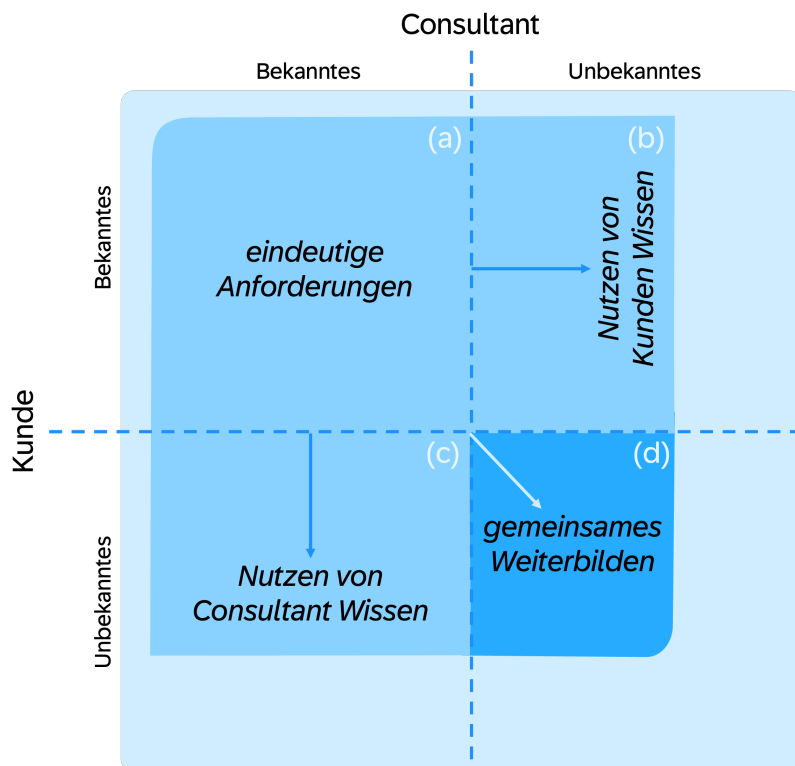 Consultant
Bekanntes
Unbekanntes
(a)
(b)
Bekanntes
eindeutige
Anforderungen
Nutzen von
Kunden Wissen
Kunde
(c)
(d)
Unbekanntes
gemeinsames
Weiterbilden
Nutzen von
Consultant Wissen